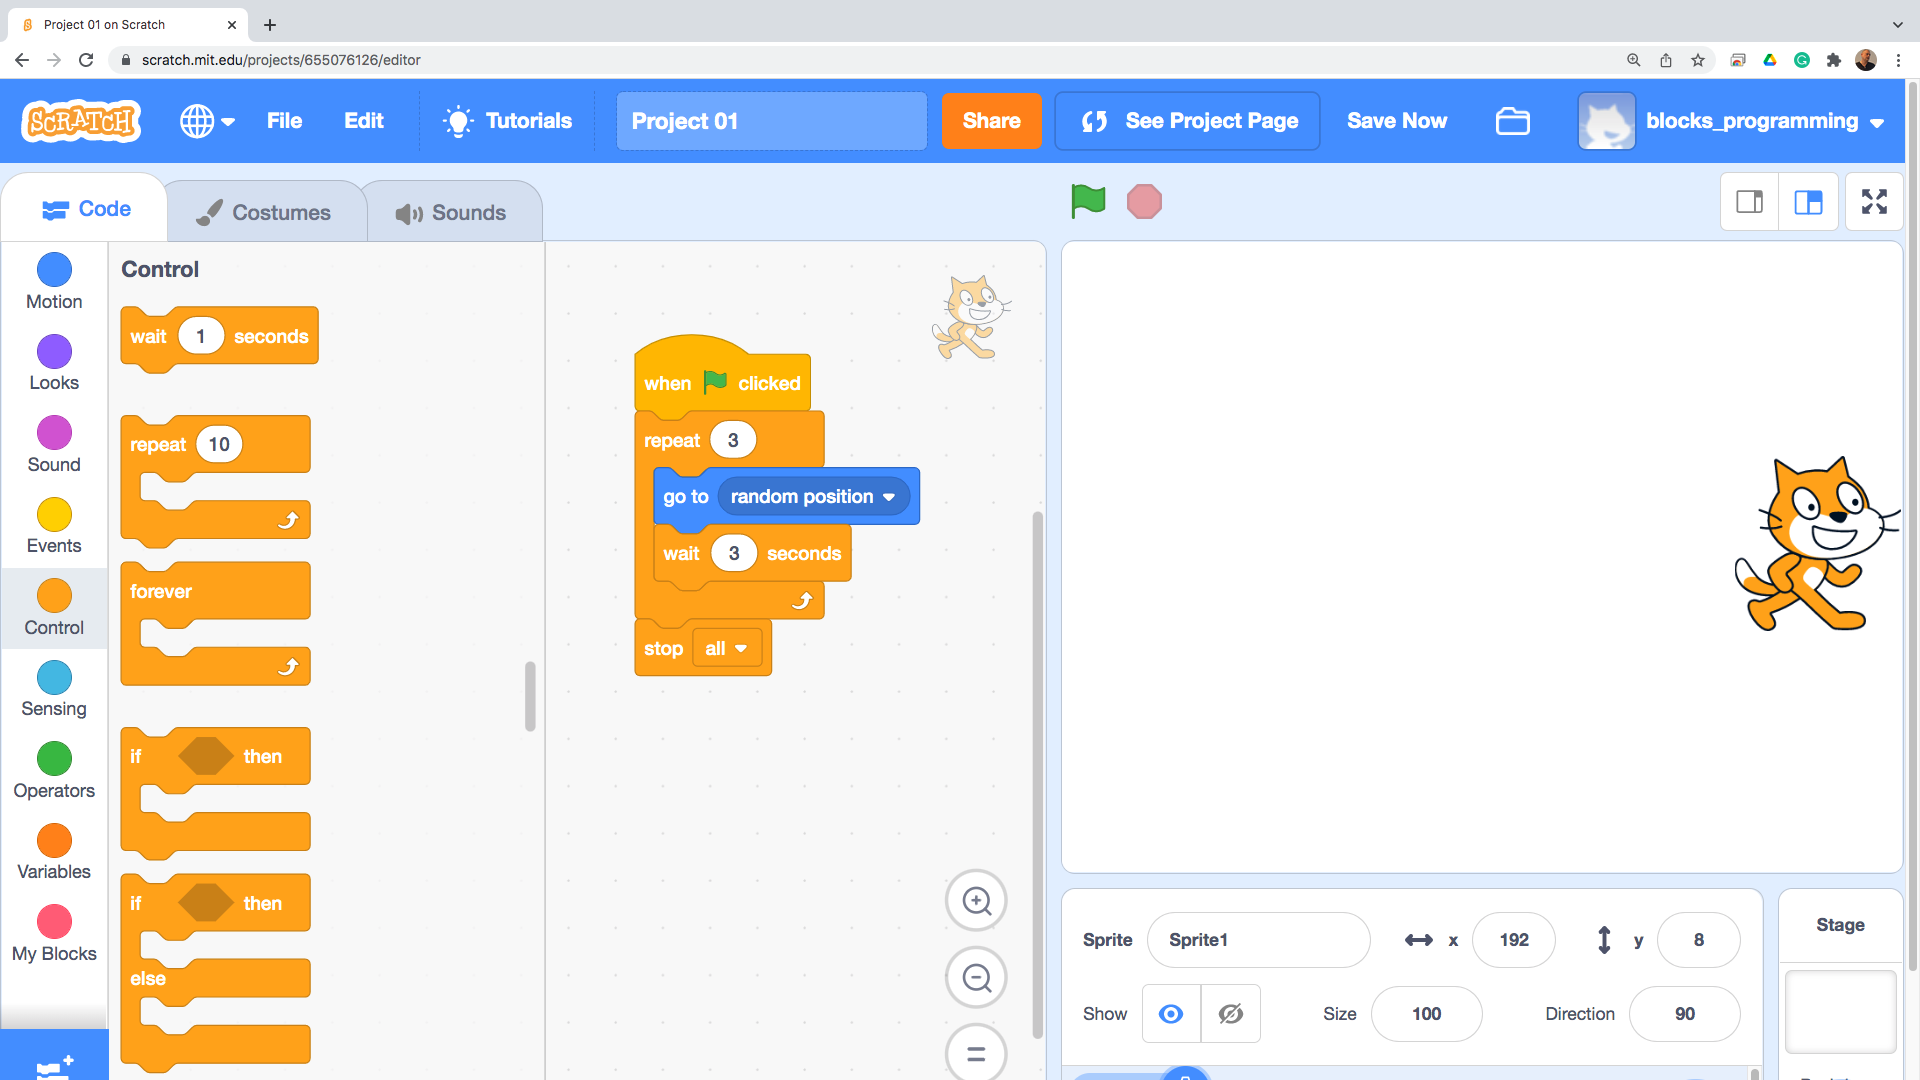 Project 01 on Scratch
scratch.mit.edu/projects/655076126/editor
SCRATCH
File
Edit
Tutorials
Project 01
Share
See Project Page
Save Now
blocks_programming
Code
Costumes
Sounds
Motion
Looks
Sound
Events
Control
Sensing
Operators
Variables
My Blocks
Control
wait 1 seconds
repeat 10
forever
if then
if then
else
when clicked
repeat 3
go to random position
wait 3 seconds
stop all
Sprite Sprite1 x 192 y 8
Show Size 100 Direction 90
Stage